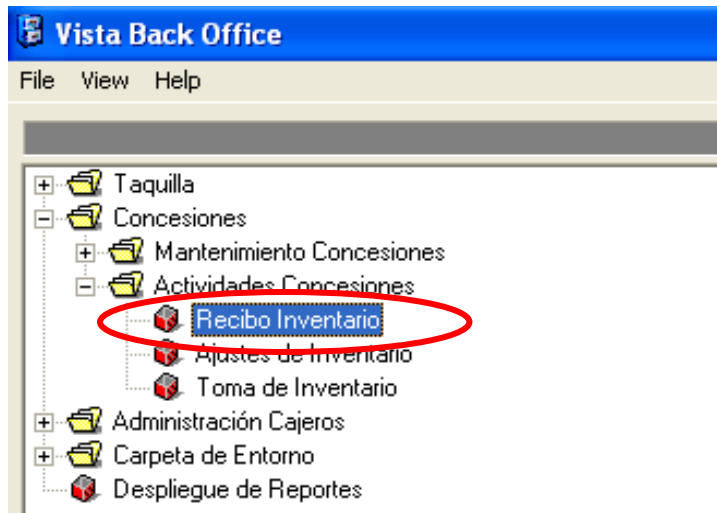 Vista Back Office
File View Help
Taquilla
Concesiones
Mantenimiento Concesiones
Actividades Concesiones
Recibo Inventario
Ajustes de Inventario
Toma de Inventario
Administración Cajeros
Carpeta de Entorno
Despliegue de Reportes